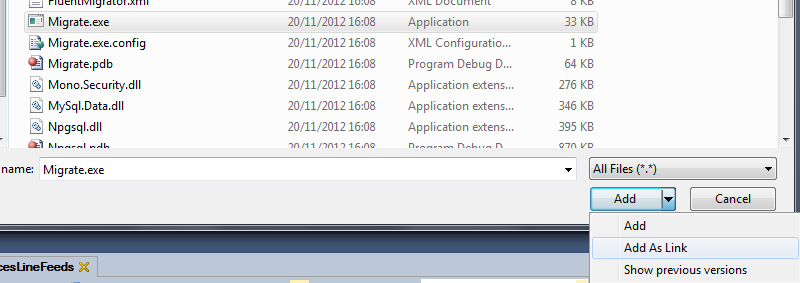 FluentMigrator.xml 20/11/2012 16:08 XML Document 8 KB
Migrate.exe 20/11/2012 16:08 Application 33 KB
Migrate.exe.config 20/11/2012 16:08 XML Configuratio... 1 KB
Migrate.pdb 20/11/2012 16:08 Program Debug D... 64 KB
Mono.Security.dll 20/11/2012 16:08 Application extens... 276 KB
MySql.Data.dll 20/11/2012 16:08 Application extens... 346 KB
Npgsql.dll 20/11/2012 16:08 Application extens... 395 KB
Npgsql.pdb 20/11/2012 16:08 Program Debug D... 870 KB
name: Migrate.exe All Files (*.*)
Add Cancel
Add
Add As Link
Show previous versions
cesLineFeeds